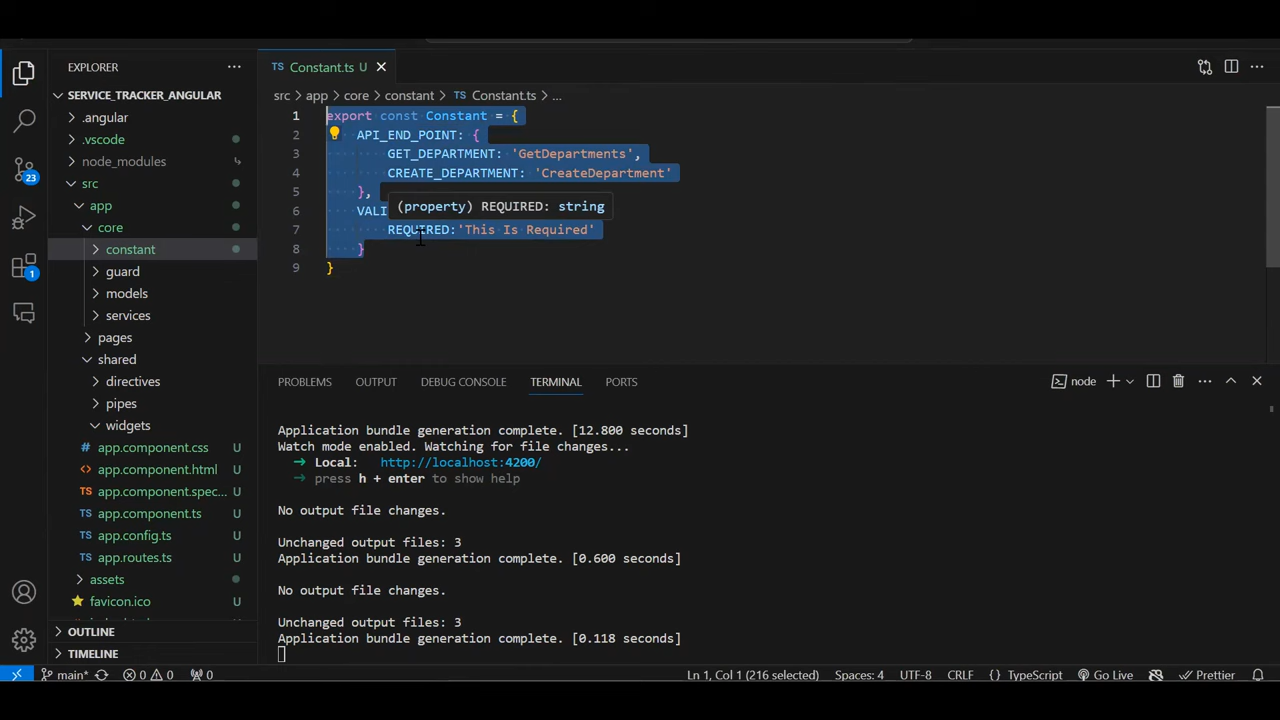 EXPLORER
SERVICE_TRACKER_ANGULAR
.angular
.vscode
node_modules
src
app
core
constant
guard
models
services
pages
shared
directives
pipes
widgets
app.component.css U
app.component.html U
app.component.spec... U
app.component.ts U
app.config.ts U
app.routes.ts U
assets
favicon.ico U
OUTLINE
TIMELINE
23
1
TS Constant.ts U
src > app > core > constant > TS Constant.ts > ...
1 export const Constant = {
2 API_END_POINT: {
3 GET_DEPARTMENT: 'GetDepartments',
4 CREATE_DEPARTMENT: 'CreateDepartment'
5 },
6 VALI
(property) REQUIRED: string
7 REQUIRED:'This Is Required'
8 }
9 }
PROBLEMS OUTPUT DEBUG CONSOLE TERMINAL PORTS node
Application bundle generation complete. [12.800 seconds]
Watch mode enabled. Watching for file changes...
➜ Local: http://localhost:4200/
➜ press h + enter to show help
No output file changes.
Unchanged output files: 3
Application bundle generation complete. [0.600 seconds]
No output file changes.
Unchanged output files: 3
Application bundle generation complete. [0.118 seconds]
main* 0 0 0 Ln 1, Col 1 (216 selected) Spaces: 4 UTF-8 CRLF {} TypeScript Go Live Prettier